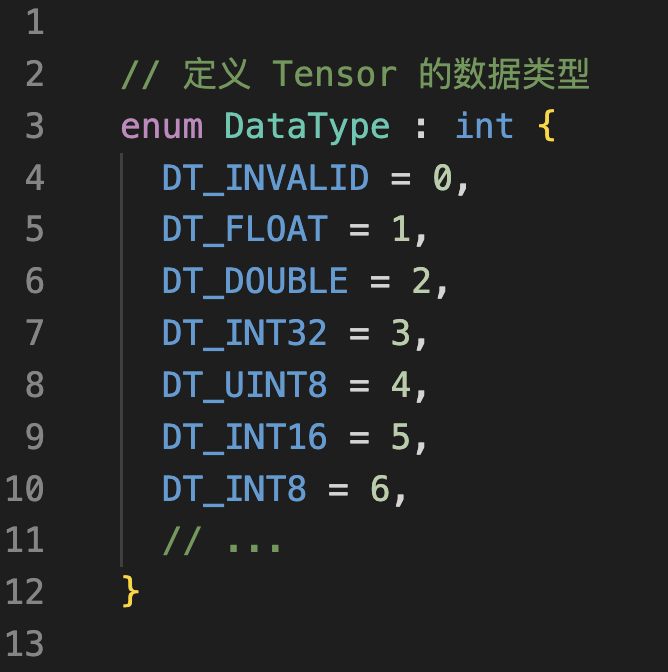 1
2 // 定义 Tensor 的数据类型
3 enum DataType : int {
4 DT_INVALID = 0,
5 DT_FLOAT = 1,
6 DT_DOUBLE = 2,
7 DT_INT32 = 3,
8 DT_UINT8 = 4,
9 DT_INT16 = 5,
10 DT_INT8 = 6,
11 // ...
12 }
13